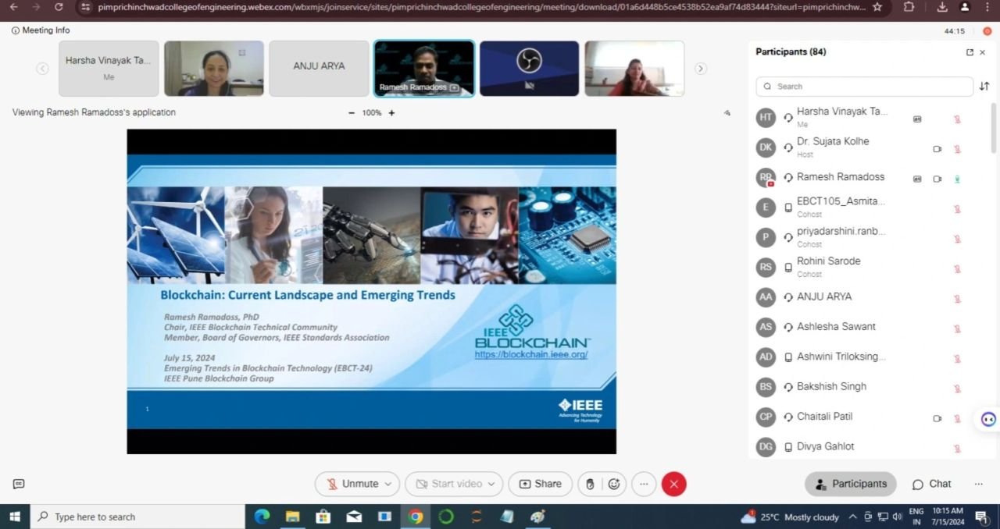 pimprichinchwadcollegeofengineering.webex.com/wbxmjs/joinservice/sites/pimprichinchwadcollegeofengineering/meeting/download/01a6d448b5ce4538b52ea9af74d83444?siteurl=pimprichinchw...
Meeting Info
44:15
Harsha Vinayak Ta...
Me
ANJU ARYA
Ramesh Ramadoss
Viewing Ramesh Ramadoss's application
100%
Blockchain: Current Landscape and Emerging Trends
Ramesh Ramadoss, PhD
Chair, IEEE Blockchain Technical Community
Member, Board of Governors, IEEE Standards Association
July 15, 2024
Emerging Trends in Blockchain Technology (EBCT-24)
IEEE Pune Blockchain Group
IEEE
BLOCKCHAIN™
https://blockchain.ieee.org/
1
IEEE
Advancing Technology
for Humanity
Participants (84)
Search
HT
Harsha Vinayak Ta...
Me
DK
Dr. Sujata Kolhe
Host
RR
Ramesh Ramadoss
E
EBCT105_Asmita...
Cohost
P
priyadarshini.ranb...
Cohost
RS
Rohini Sarode
Cohost
AA
ANJU ARYA
AS
Ashlesha Sawant
AD
Ashwini Triloksing...
BS
Bakshish Singh
CP
Chaitali Patil
DG
Divya Gahlot
Unmute
Start video
Share
Participants
Chat
Type here to search
25°C Mostly cloudy
ENG
IN
10:15 AM
7/15/2024
1